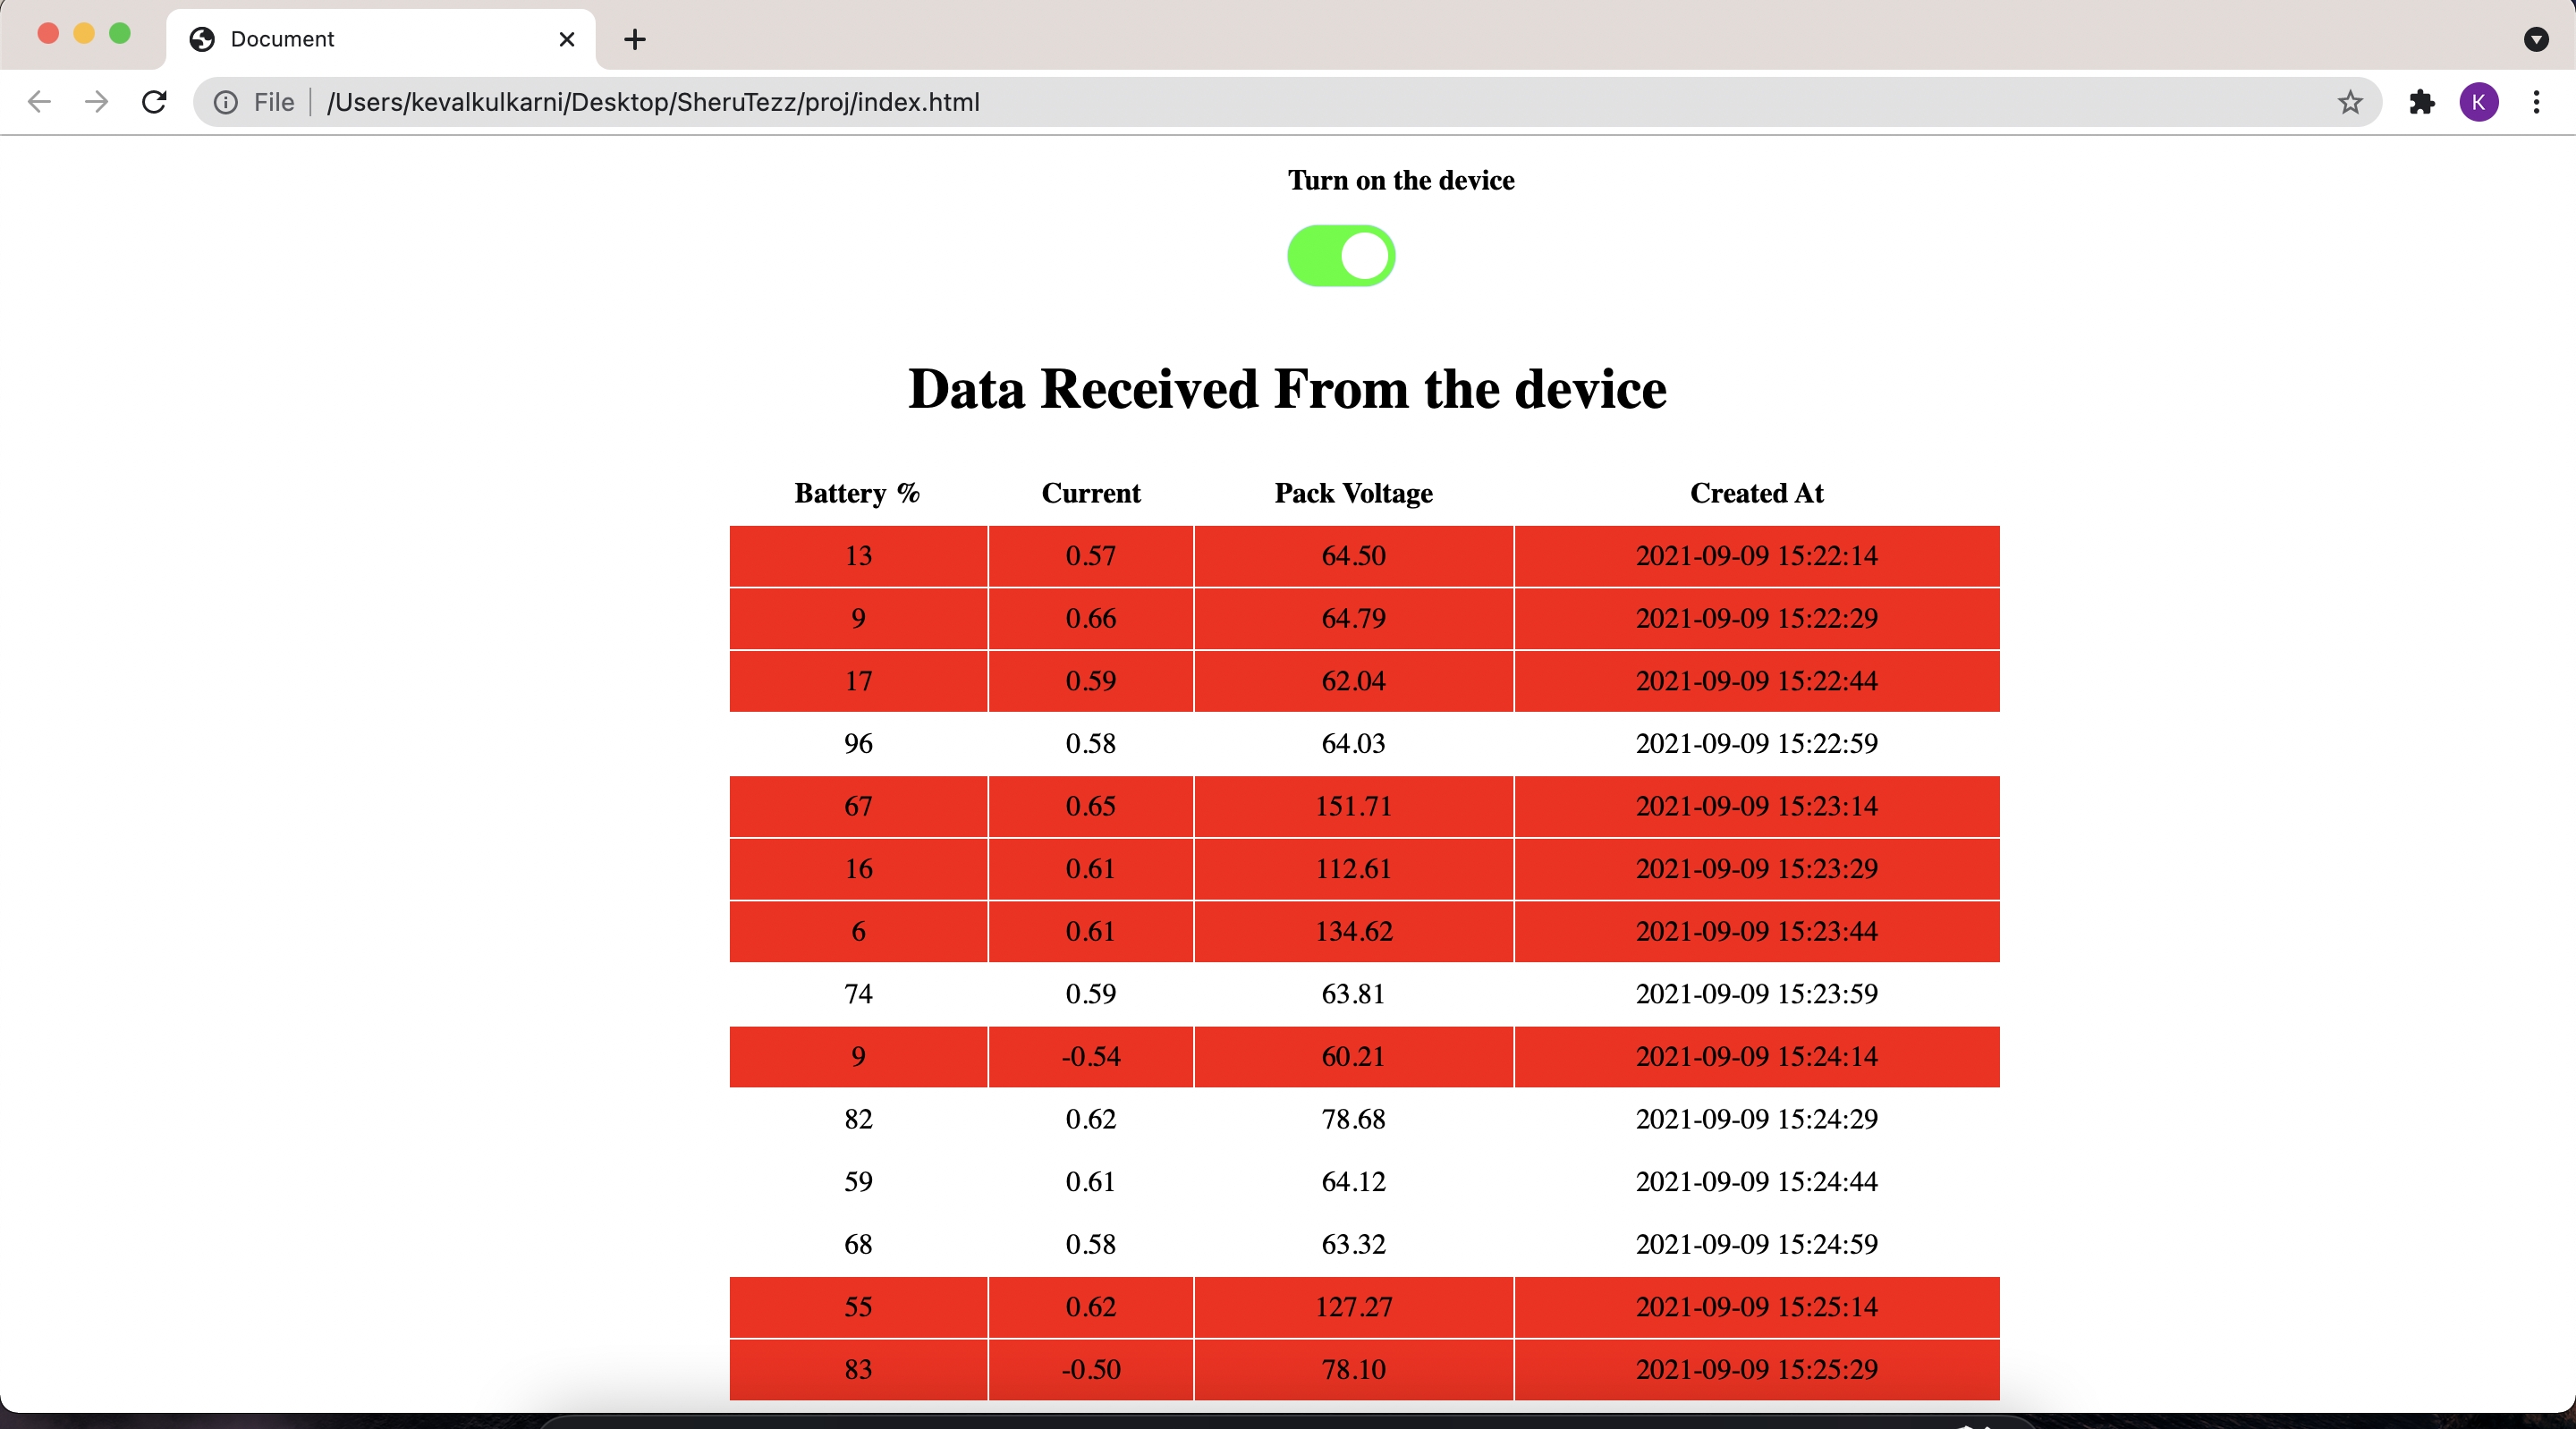 Document
File /Users/kevalkulkarni/Desktop/SheruTezz/proj/index.html K
Turn on the device
Data Received From the device
Battery % Current Pack Voltage Created At
13 0.57 64.50 2021-09-09 15:22:14
9 0.66 64.79 2021-09-09 15:22:29
17 0.59 62.04 2021-09-09 15:22:44
96 0.58 64.03 2021-09-09 15:22:59
67 0.65 151.71 2021-09-09 15:23:14
16 0.61 112.61 2021-09-09 15:23:29
6 0.61 134.62 2021-09-09 15:23:44
74 0.59 63.81 2021-09-09 15:23:59
9 -0.54 60.21 2021-09-09 15:24:14
82 0.62 78.68 2021-09-09 15:24:29
59 0.61 64.12 2021-09-09 15:24:44
68 0.58 63.32 2021-09-09 15:24:59
55 0.62 127.27 2021-09-09 15:25:14
83 -0.50 78.10 2021-09-09 15:25:29